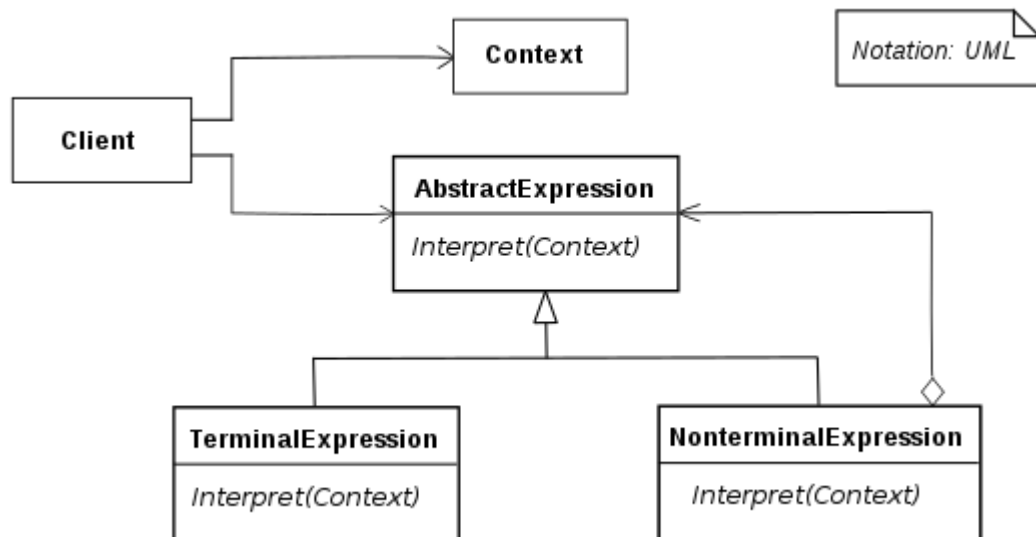 Context
Notation: UML
Client
AbstractExpression
Interpret(Context)
TerminalExpression
Interpret(Context)
NonterminalExpression
Interpret(Context)